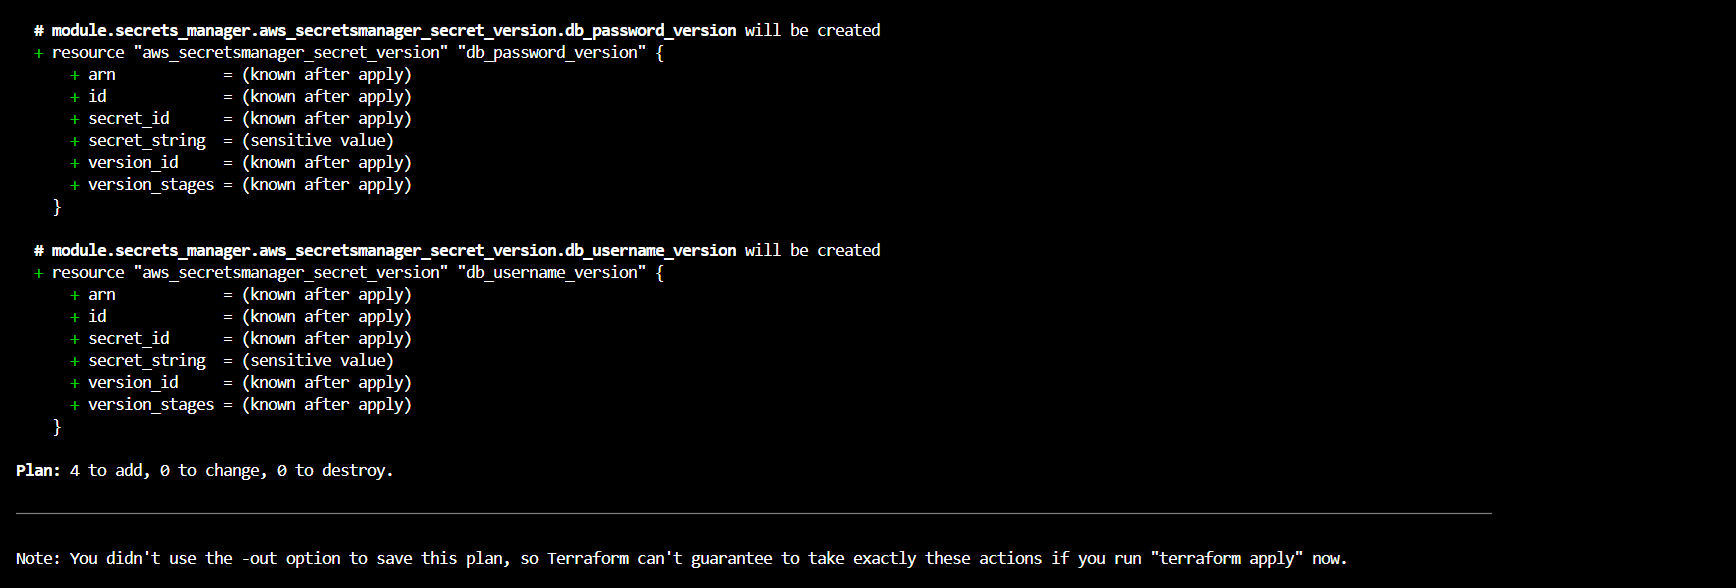 # module.secrets_manager.aws_secretsmanager_secret_version.db_password_version will be created
+ resource "aws_secretsmanager_secret_version" "db_password_version" {
+ arn = (known after apply)
+ id = (known after apply)
+ secret_id = (known after apply)
+ secret_string = (sensitive value)
+ version_id = (known after apply)
+ version_stages = (known after apply)
}
# module.secrets_manager.aws_secretsmanager_secret_version.db_username_version will be created
+ resource "aws_secretsmanager_secret_version" "db_username_version" {
+ arn = (known after apply)
+ id = (known after apply)
+ secret_id = (known after apply)
+ secret_string = (sensitive value)
+ version_id = (known after apply)
+ version_stages = (known after apply)
}
Plan: 4 to add, 0 to change, 0 to destroy.
Note: You didn't use the -out option to save this plan, so Terraform can't guarantee to take exactly these actions if you run "terraform apply" now.